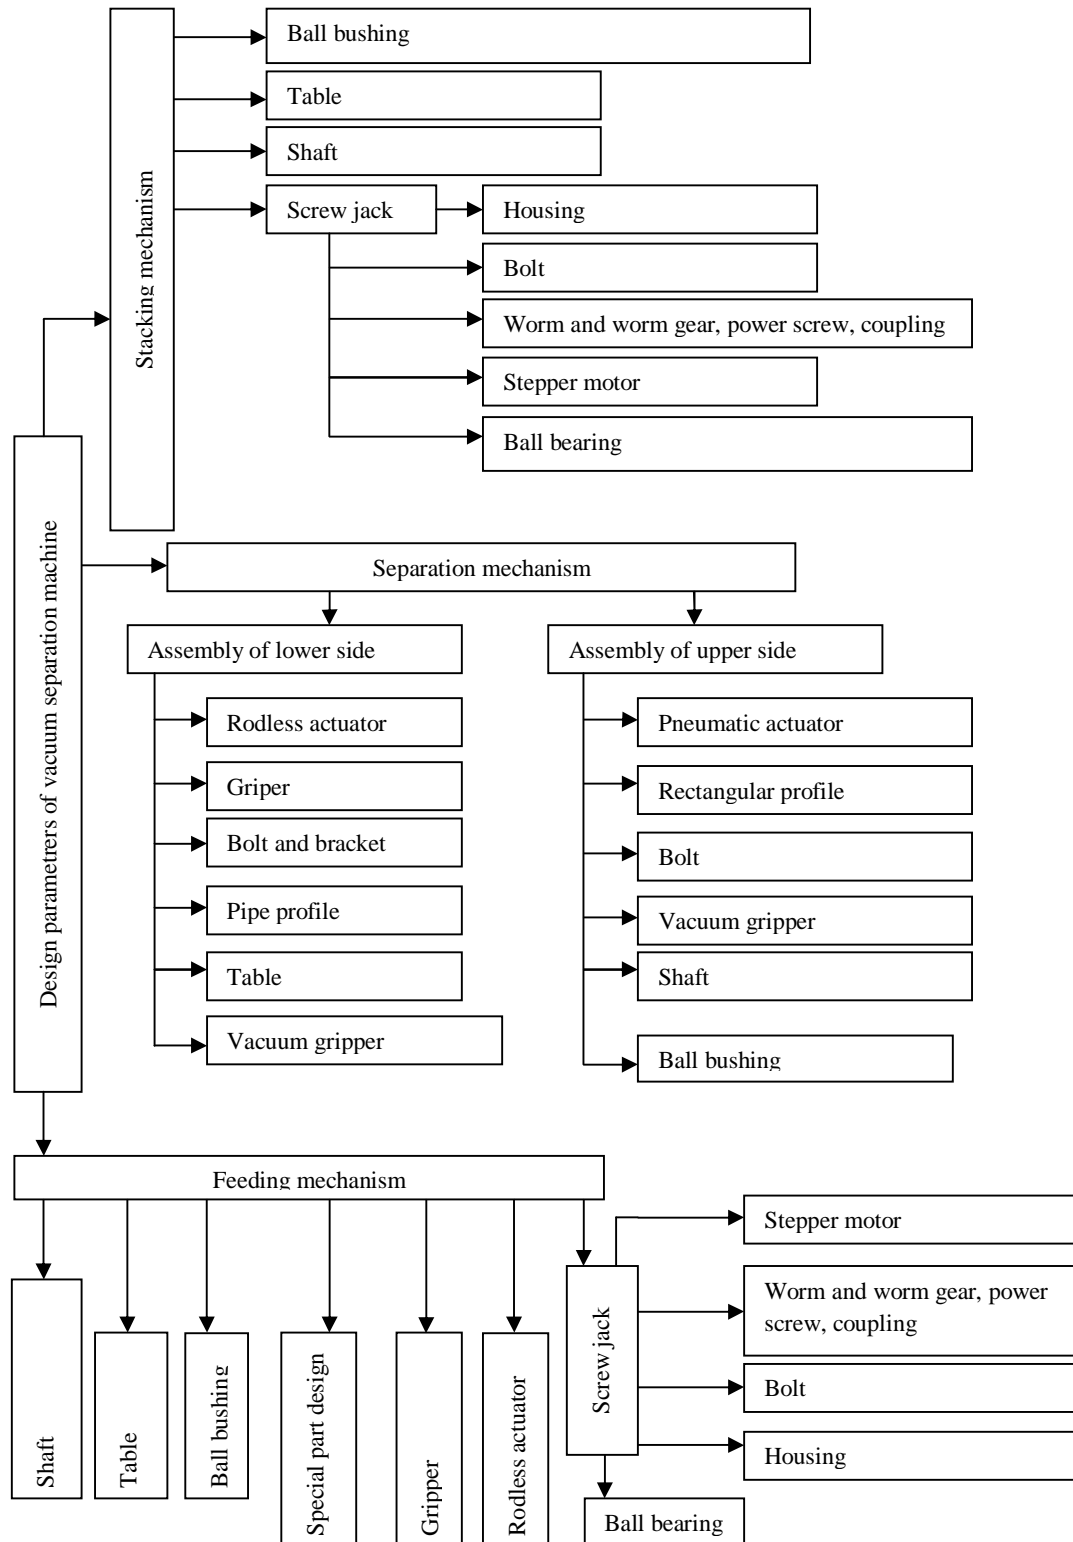 Ball bushing
Table
Shaft
Screw jack
Housing
Bolt
Worm and worm gear, power screw, coupling
Stepper motor
Ball bearing
Stacking mechanism
Design parametrers of vacuum separation machine
Separation mechanism
Assembly of lower side
Rodless actuator
Griper
Bolt and bracket
Pipe profile
Table
Vacuum gripper
Assembly of upper side
Pneumatic actuator
Rectangular profile
Bolt
Vacuum gripper
Shaft
Ball bushing
Feeding mechanism
Shaft
Table
Ball bushing
Special part design
Gripper
Rodless actuator
Screw jack
Stepper motor
Worm and worm gear, power
screw, coupling
Bolt
Housing
Ball bearing